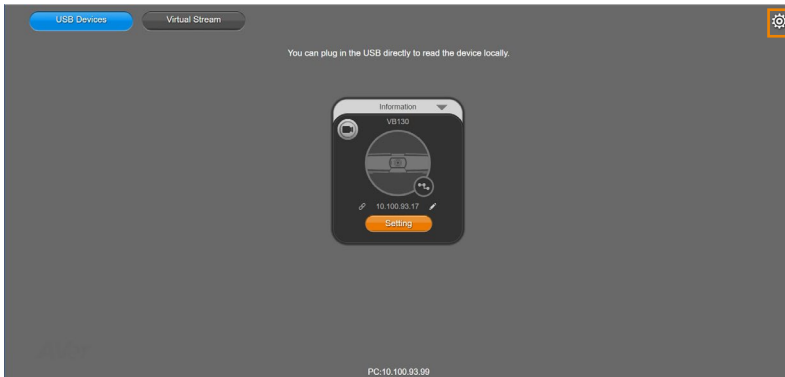 USB Devices
Virtual Stream
You can plug in the USB directly to read the device locally.
Information
VB130
10.100.93.17
Setting
PC:10.100.93.99